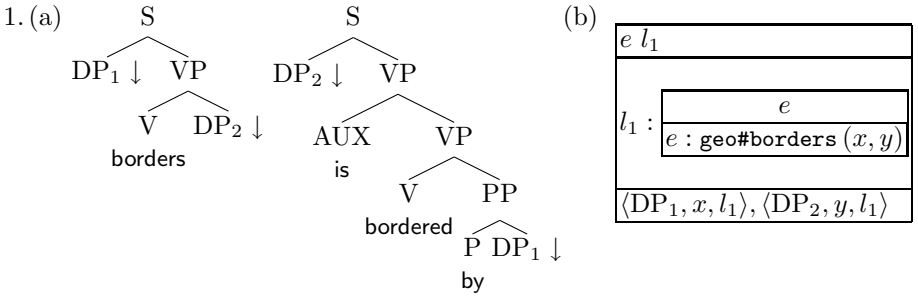 1. (a)
S
DP₁ ↓ VP
V DP₂ ↓
borders
S
DP₂ ↓ VP
AUX VP
is
V PP
bordered
P DP₁ ↓
by
(b)
e l₁
l₁ :
e
e : geo#borders (x, y)
⟨DP₁, x, l₁⟩, ⟨DP₂, y, l₁⟩